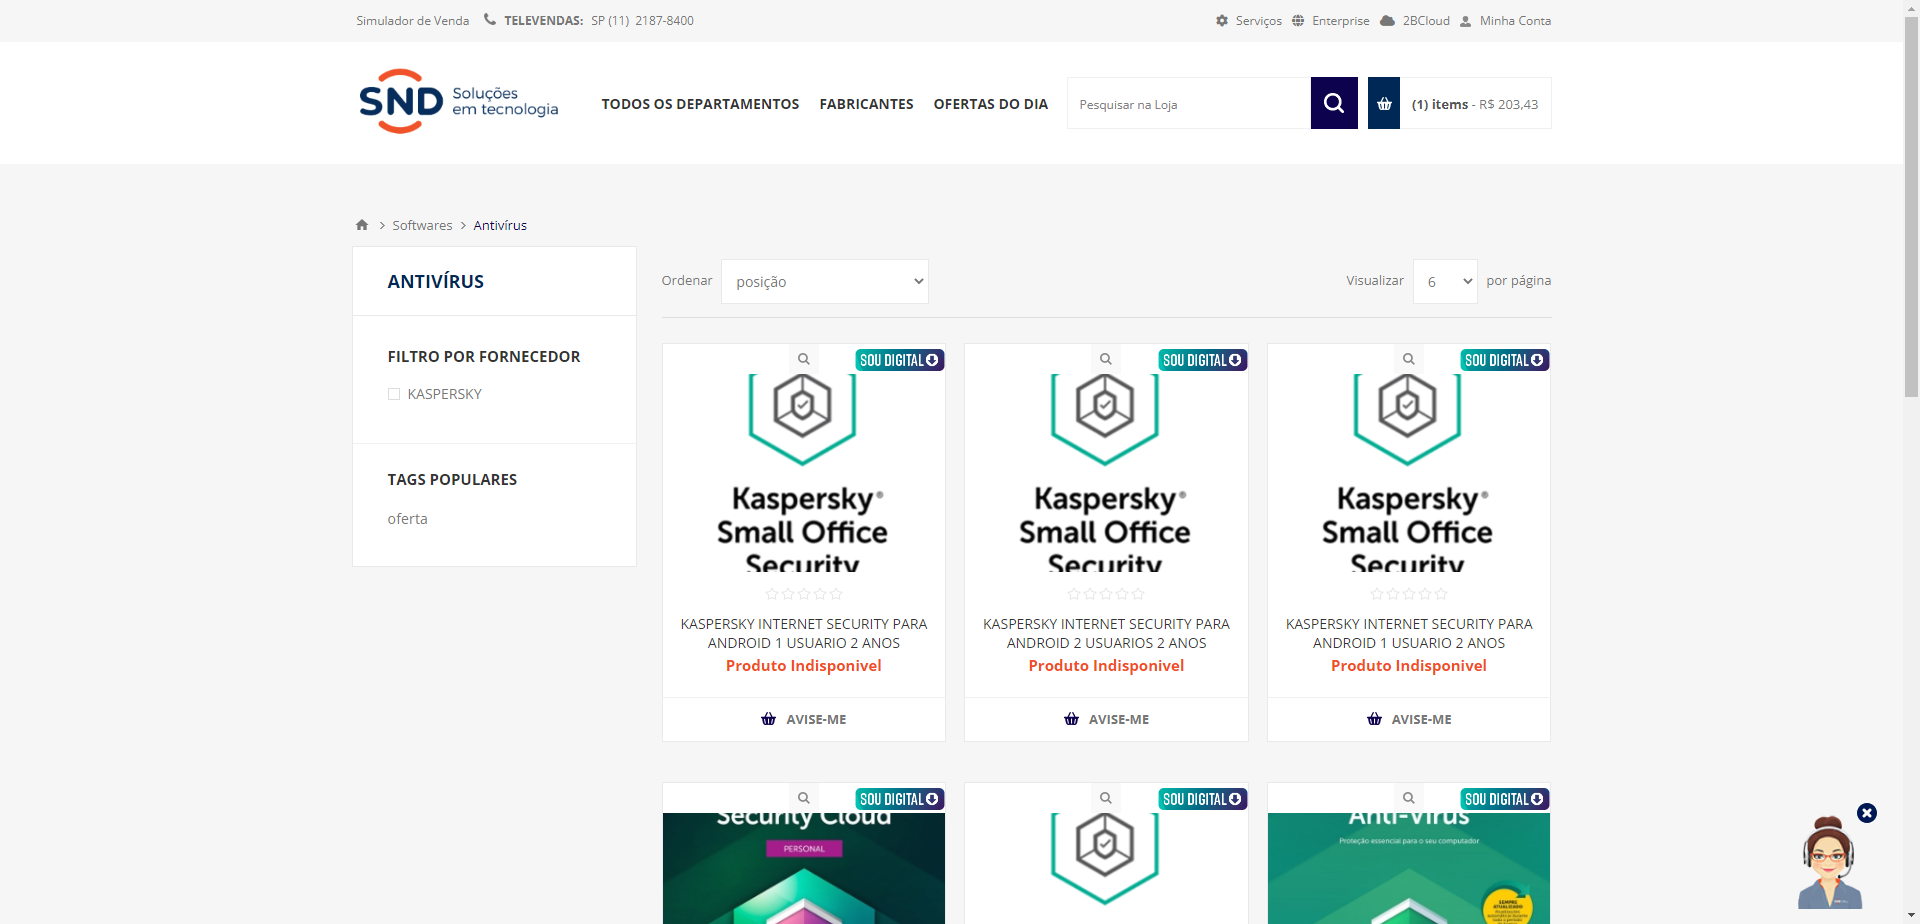 Simulador de Venda
TELEVENDAS: SP (11) 2187-8400
Serviços
Enterprise
2BCloud
Minha Conta
SND Soluções
em tecnologia
TODOS OS DEPARTAMENTOS
FABRICANTES
OFERTAS DO DIA
Pesquisar na Loja
(1) items - R$ 203,43
Softwares
Antivírus
ANTIVÍRUS
FILTRO POR FORNECEDOR
KASPERSKY
TAGS POPULARES
oferta
Ordenar
posição
Visualizar
6
por página
SOU DIGITAL
Kaspersky®
Small Office
Security
KASPERSKY INTERNET SECURITY PARA
ANDROID 1 USUARIO 2 ANOS
Produto Indisponivel
AVISE-ME
SOU DIGITAL
Kaspersky®
Small Office
Security
KASPERSKY INTERNET SECURITY PARA
ANDROID 2 USUARIOS 2 ANOS
Produto Indisponivel
AVISE-ME
SOU DIGITAL
Kaspersky®
Small Office
Security
KASPERSKY INTERNET SECURITY PARA
ANDROID 1 USUARIO 2 ANOS
Produto Indisponivel
AVISE-ME
SOU DIGITAL
Security Cloud
PERSONAL
SOU DIGITAL
SOU DIGITAL
Anti-Virus
Proteção essencial para o seu computador
SEMPRE
ATUALIZADO